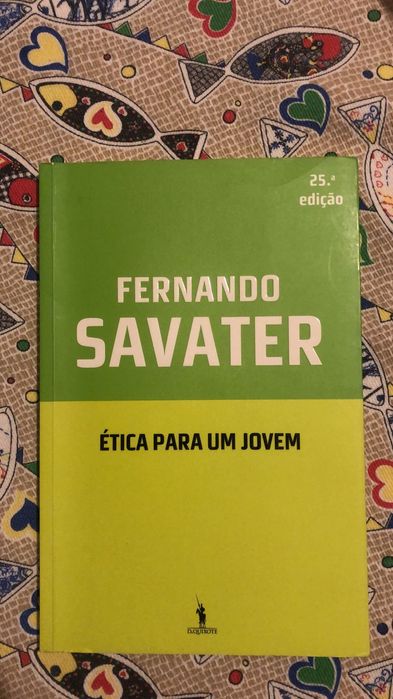 25.ª
edição
FERNANDO
SAVATER
ÉTICA PARA UM JOVEM
D.QUIXOTE